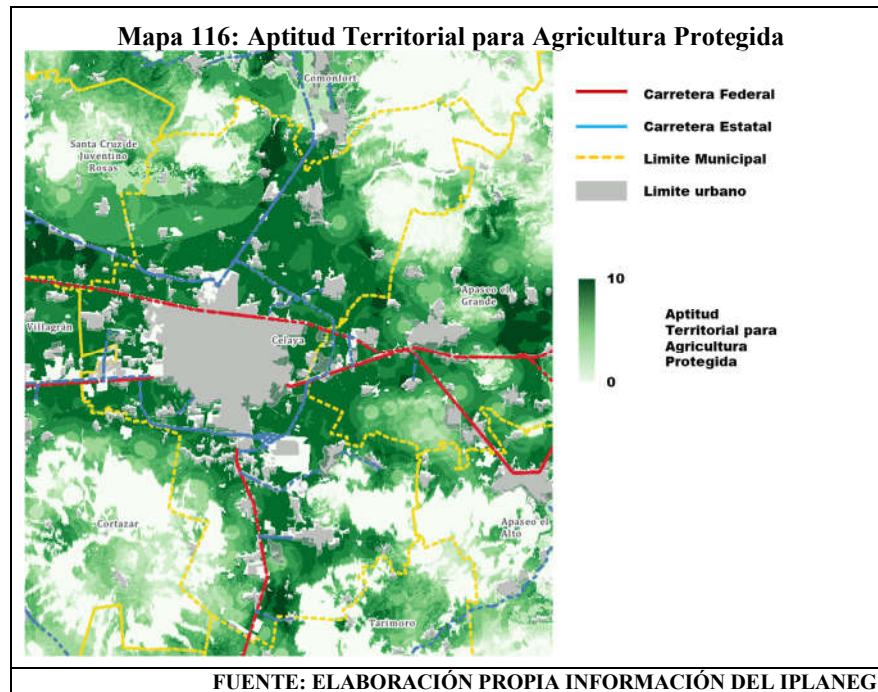 Mapa 116: Aptitud Territorial para Agricultura Protegida
Comonfort
Santa Cruz de
Juventino
Rosas
Apaseo el
Grande
Villagrán
Celaya
Cortazar
Apaseo el
Alto
Tarimoro
Carretera Federal
Carretera Estatal
Limite Municipal
Limite urbano
10
0
Aptitud
Territorial para
Agricultura
Protegida
FUENTE: ELABORACIÓN PROPIA INFORMACIÓN DEL IPLANEG